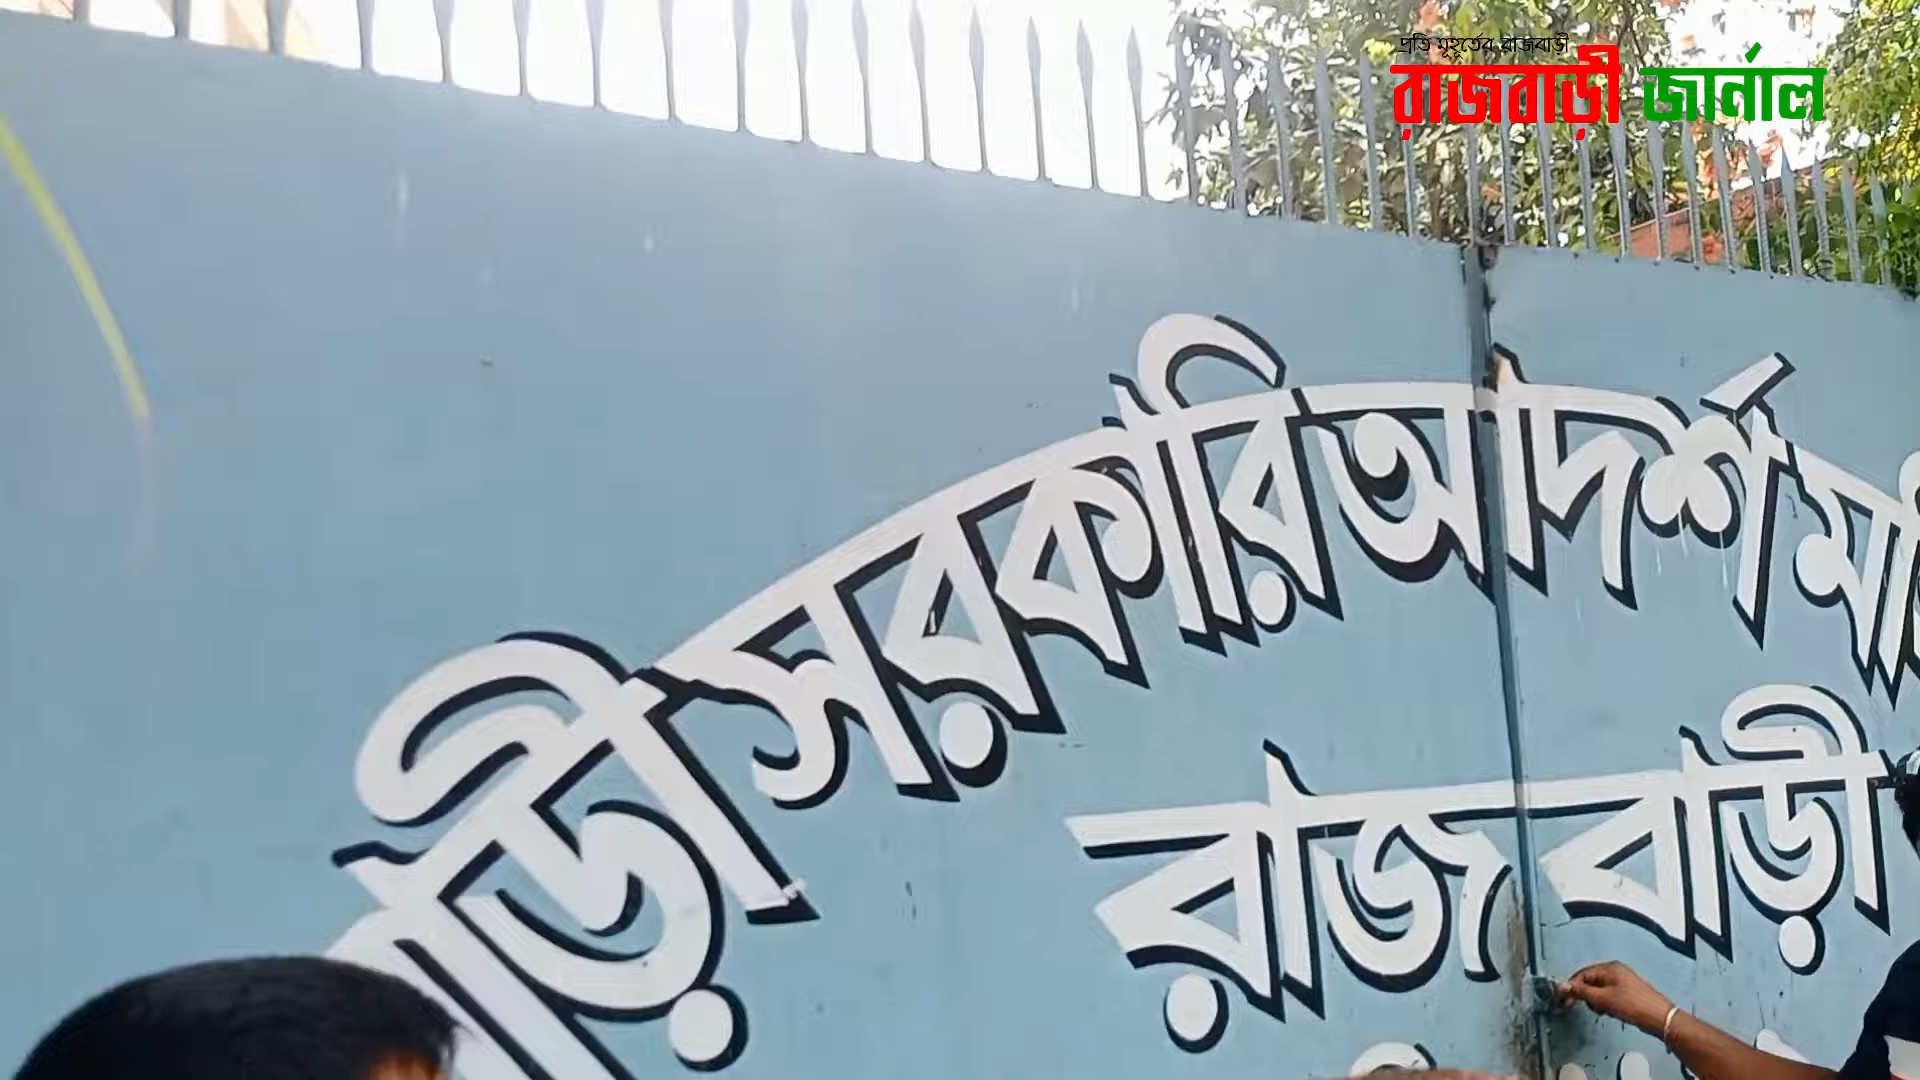 প্রতি মূহূর্তের রাজবাড়ী
রাজবাড়ী জার্নাল
সরকারি আদর্শ
রাজবাড়ী